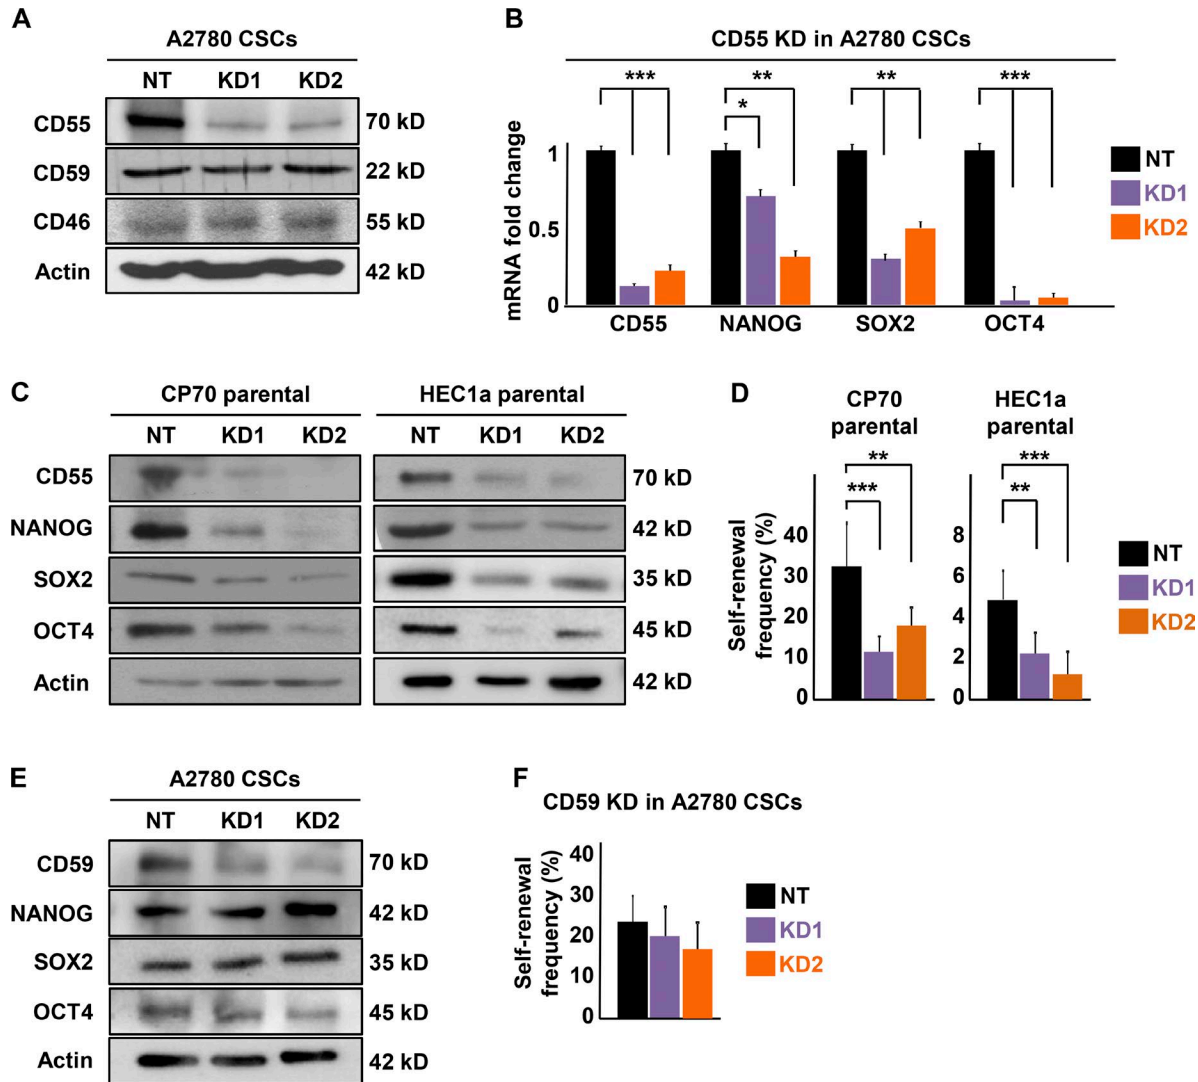 A
A2780 CSCs
NT KD1 KD2
CD55 70 kD
CD59 22 kD
CD46 55 kD
Actin 42 kD
B
CD55 KD in A2780 CSCs
*** ** ** ***
*
mRNA fold change
1
0.5
0
CD55 NANOG SOX2 OCT4
NT
KD1
KD2
C
CP70 parental HEC1a parental
NT KD1 KD2 NT KD1 KD2
CD55 70 kD
NANOG 42 kD
SOX2 35 kD
OCT4 45 kD
Actin 42 kD
D
CP70
parental
**
***
Self-renewal
frequency (%)
40
30
20
10
0
HEC1a
parental
***
**
8
6
4
2
0
NT
KD1
KD2
E
A2780 CSCs
NT KD1 KD2
CD59 70 kD
NANOG 42 kD
SOX2 35 kD
OCT4 45 kD
Actin 42 kD
F
CD59 KD in A2780 CSCs
Self-renewal
frequency (%)
40
30
20
10
0
NT
KD1
KD2